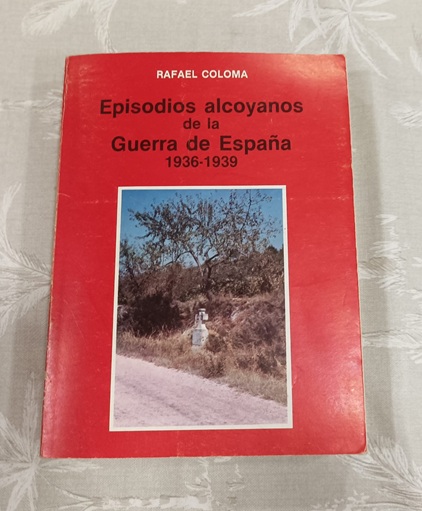 RAFAEL COLOMA
Episodios alcoyanos
de la
Guerra de España
1936-1939